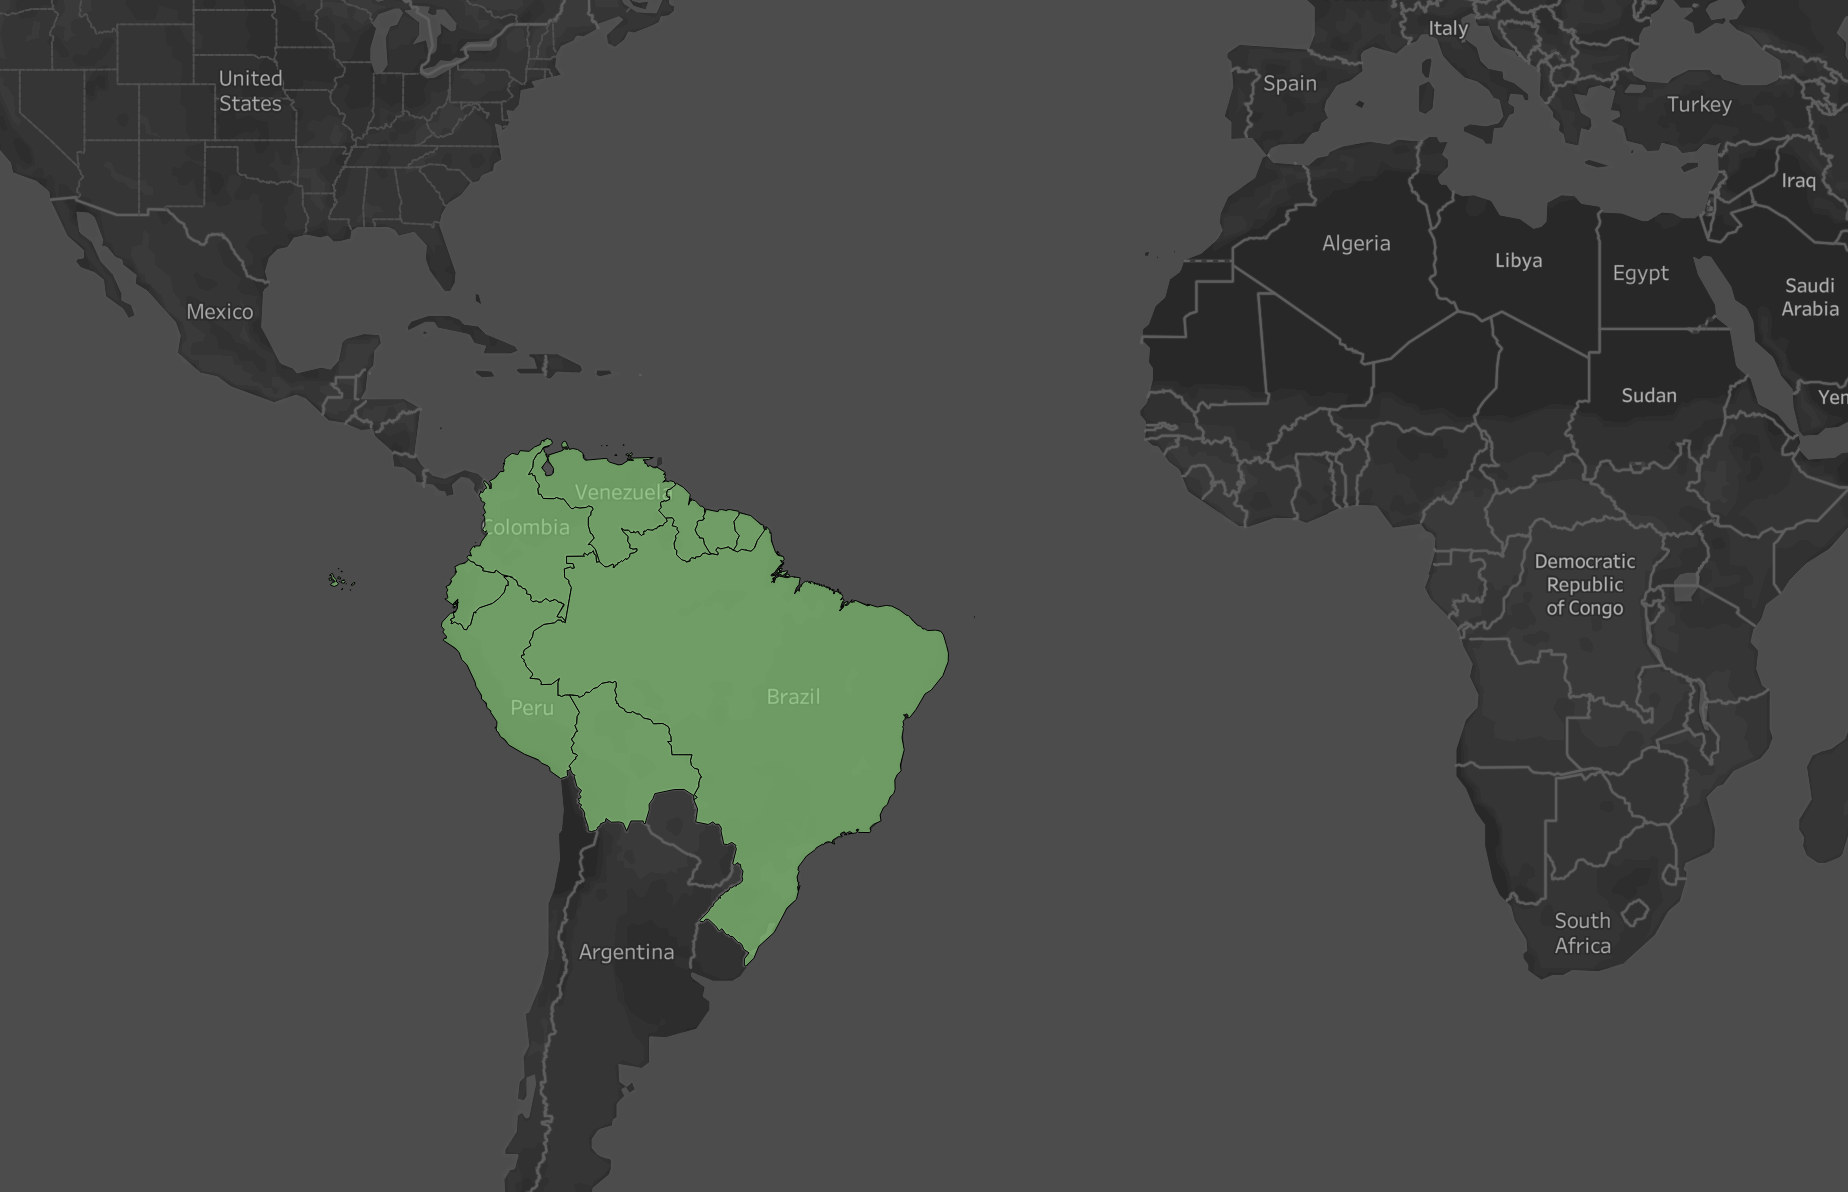 Italy
United
States
Spain
Turkey
Iraq
Algeria
Libya
Egypt
Saudi
Arabia
Mexico
Sudan
Yen
Venezuela
Colombia
Democratic
Republic
of Congo
Brazil
Peru
South
Africa
Argentina